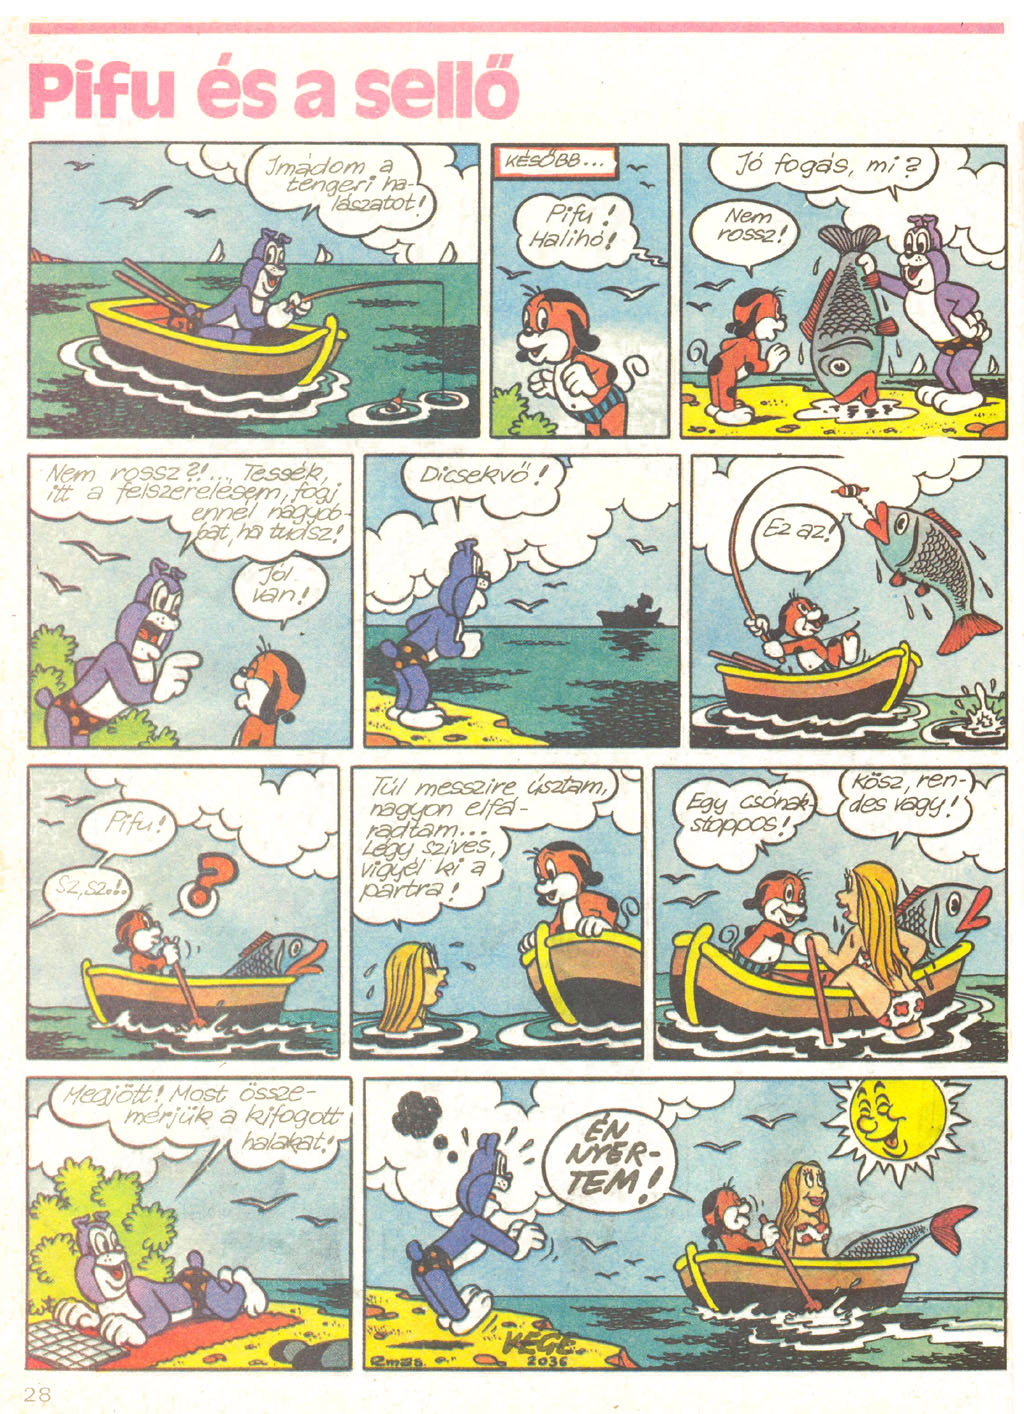 Pifu és a sellő
Imádom a
tengeri ha-
lászatot!
KÉSŐBB...
Pifu!
Halihó!
Jó fogás, mi?
Nem
rossz!
Nem rossz?!... Tessék,
itt a felszerelésem, fogj
ennél nagyob-
bat, ha tudsz!
Jól
van!
Dicsekvő!
Ez az!
Pifu!
Sz,sz..!
?
Túl messzire úsztam,
nagyon elfá-
radtam...
Légy szíves,
vigyél ki a
partra!
Egy csónak-
stoppos!
Kösz, ren-
des vagy!
Megjött! Most össze-
mérjük a kifogott
halakat!
ÉN
NYER-
TEM!
VÉGE.
2036
28